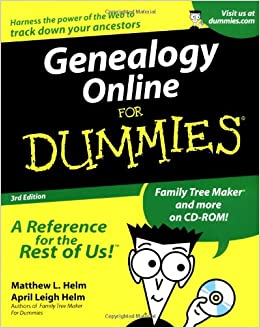 Harness the power of the Web to
track down your ancestors
Visit us at
dummies.com
Genealogy
Online
FOR
DUMMIES®
3rd Edition
Family Tree Maker
and more
on CD-ROM!
A Reference
for the
Rest of Us!™
Matthew L. Helm
April Leigh Helm
Authors of Family Tree Maker
For Dummies